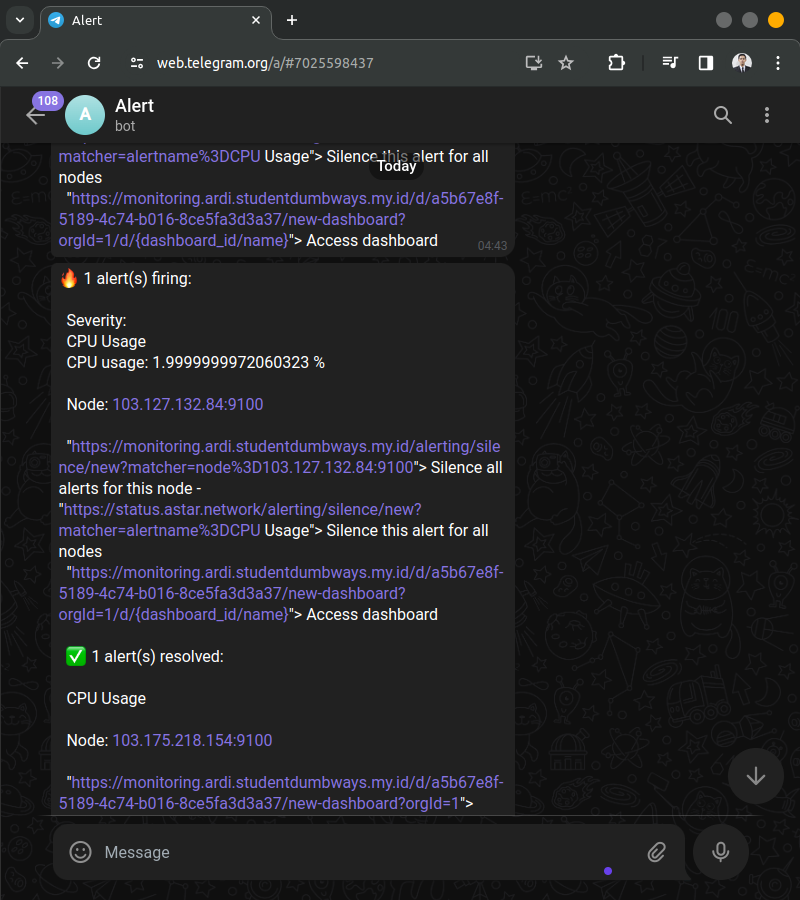 Alert
web.telegram.org/a/#7025598437
108
A
Alert
bot
matcher=alertname%3DCPU Usage"> Silence this alert for all
Today
nodes
"https://monitoring.ardi.studentdumbways.my.id/d/a5b67e8f-
5189-4c74-b016-8ce5fa3d3a37/new-dashboard?
orgId=1/d/{dashboard_id/name}"> Access dashboard
04:43
🔥 1 alert(s) firing:
Severity:
CPU Usage
CPU usage: 1.9999999972060323 %
Node: 103.127.132.84:9100
"https://monitoring.ardi.studentdumbways.my.id/alerting/sile
nce/new?matcher=node%3D103.127.132.84:9100"> Silence all
alerts for this node -
"https://status.astar.network/alerting/silence/new?
matcher=alertname%3DCPU Usage"> Silence this alert for all
nodes
"https://monitoring.ardi.studentdumbways.my.id/d/a5b67e8f-
5189-4c74-b016-8ce5fa3d3a37/new-dashboard?
orgId=1/d/{dashboard_id/name}"> Access dashboard
✅ 1 alert(s) resolved:
CPU Usage
Node: 103.175.218.154:9100
"https://monitoring.ardi.studentdumbways.my.id/d/a5b67e8f-
5189-4c74-b016-8ce5fa3d3a37/new-dashboard?orgId=1">
Message